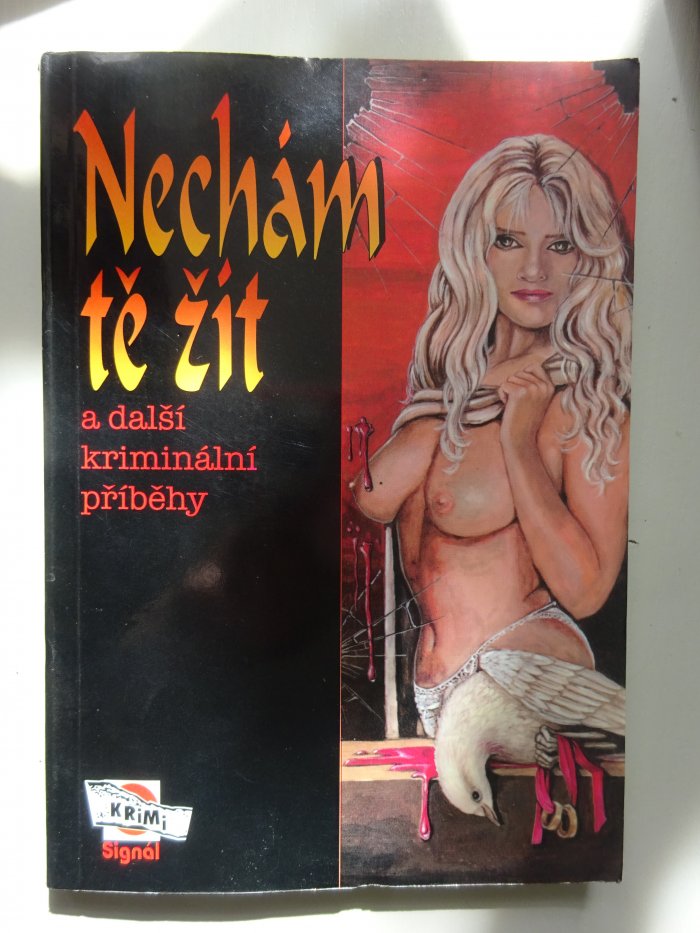 Nechám
tě žít
a další
kriminální
příběhy
KRiMi
Signál